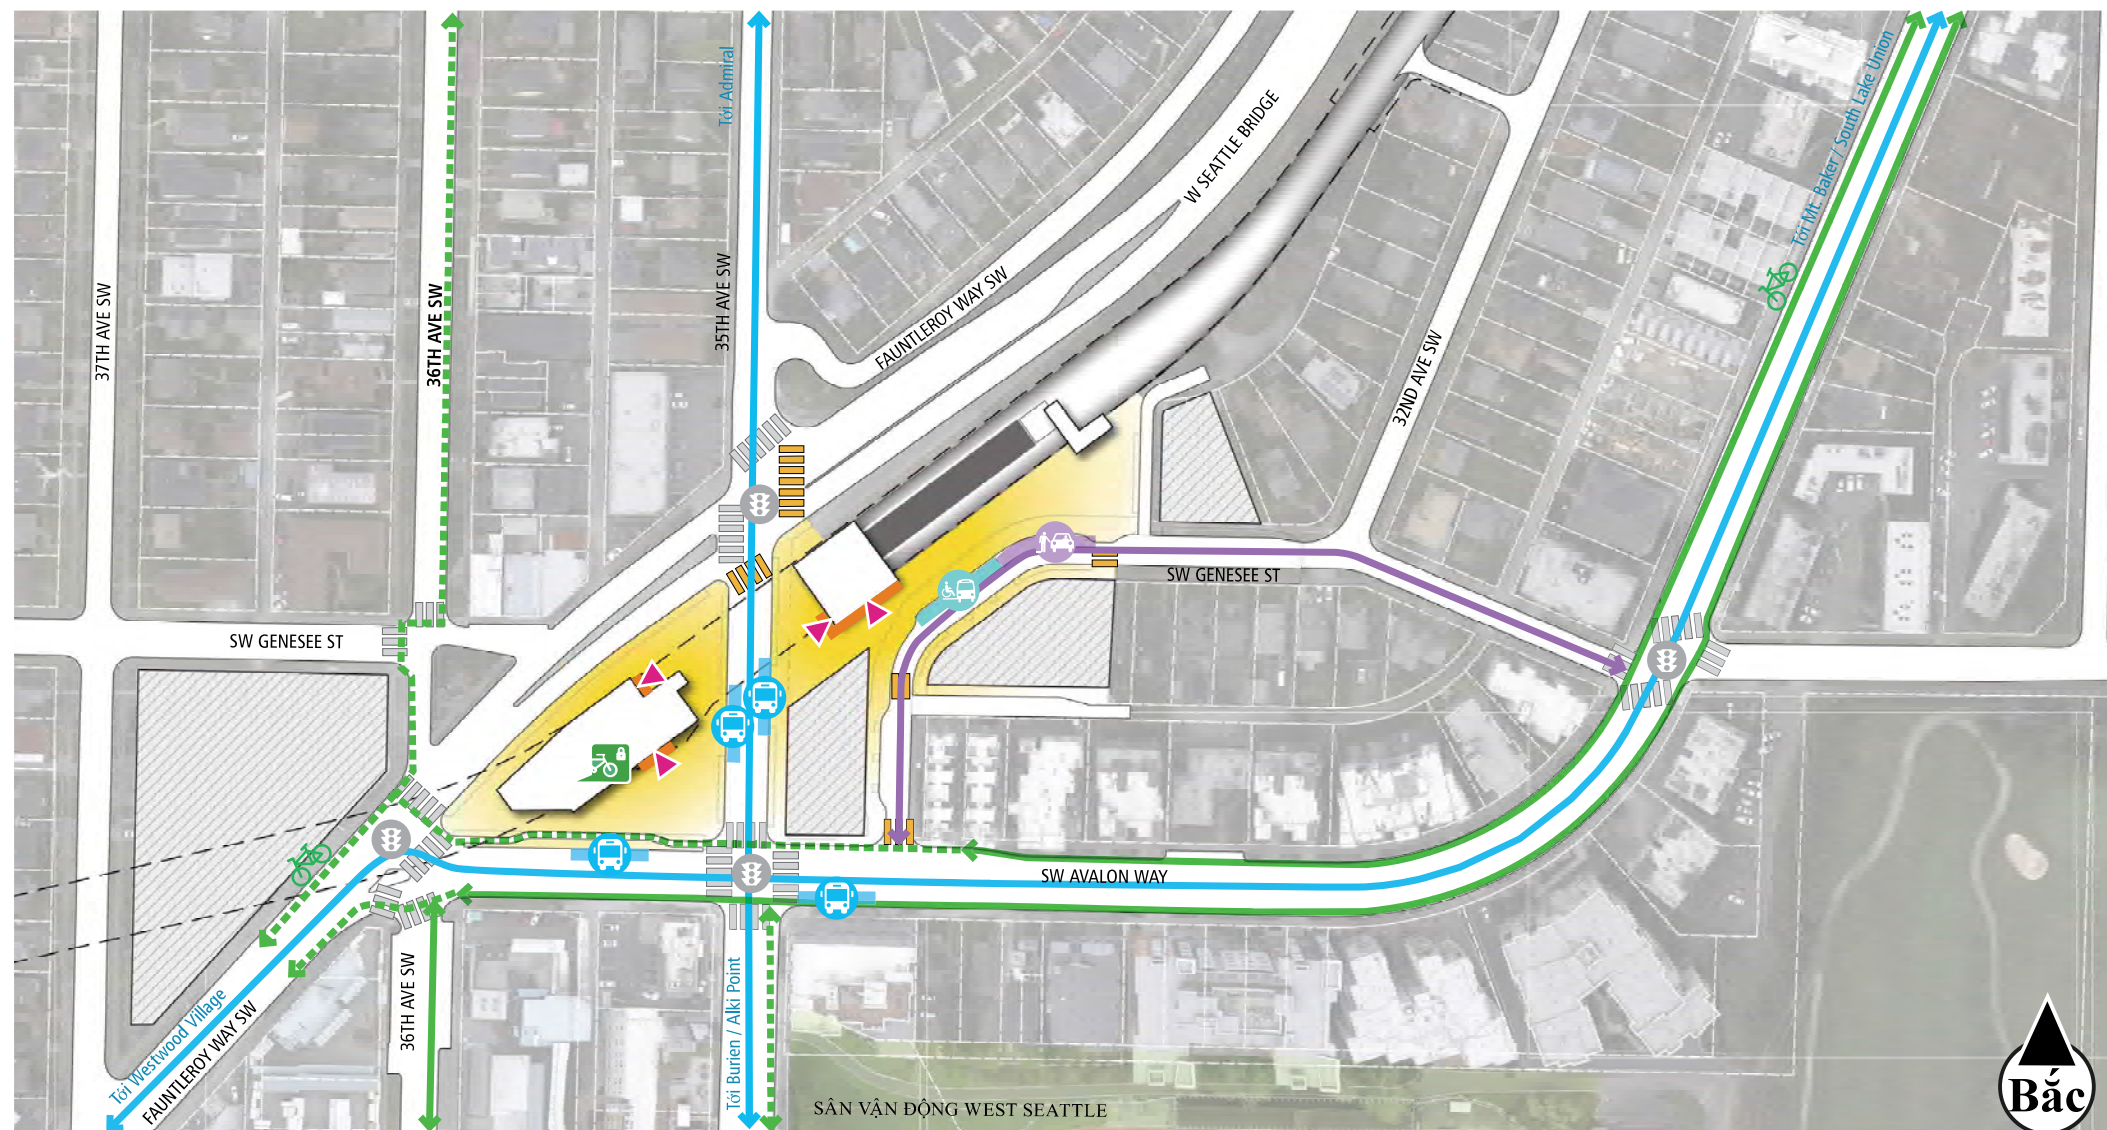 Tới Admiral
Tới Mt. Baker / South Lake Union
W SEATTLE BRIDGE
37TH AVE SW
36TH AVE SW
35TH AVE SW
FAUNTLEROY WAY SW
32ND AVE SW
SW GENESEE ST
SW GENESEE ST
SW AVALON WAY
Tới Westwood Village
FAUNTLEROY WAY SW
36TH AVE SW
Tới Burien / Alki Point
SÂN VẬN ĐỘNG WEST SEATTLE
Bắc